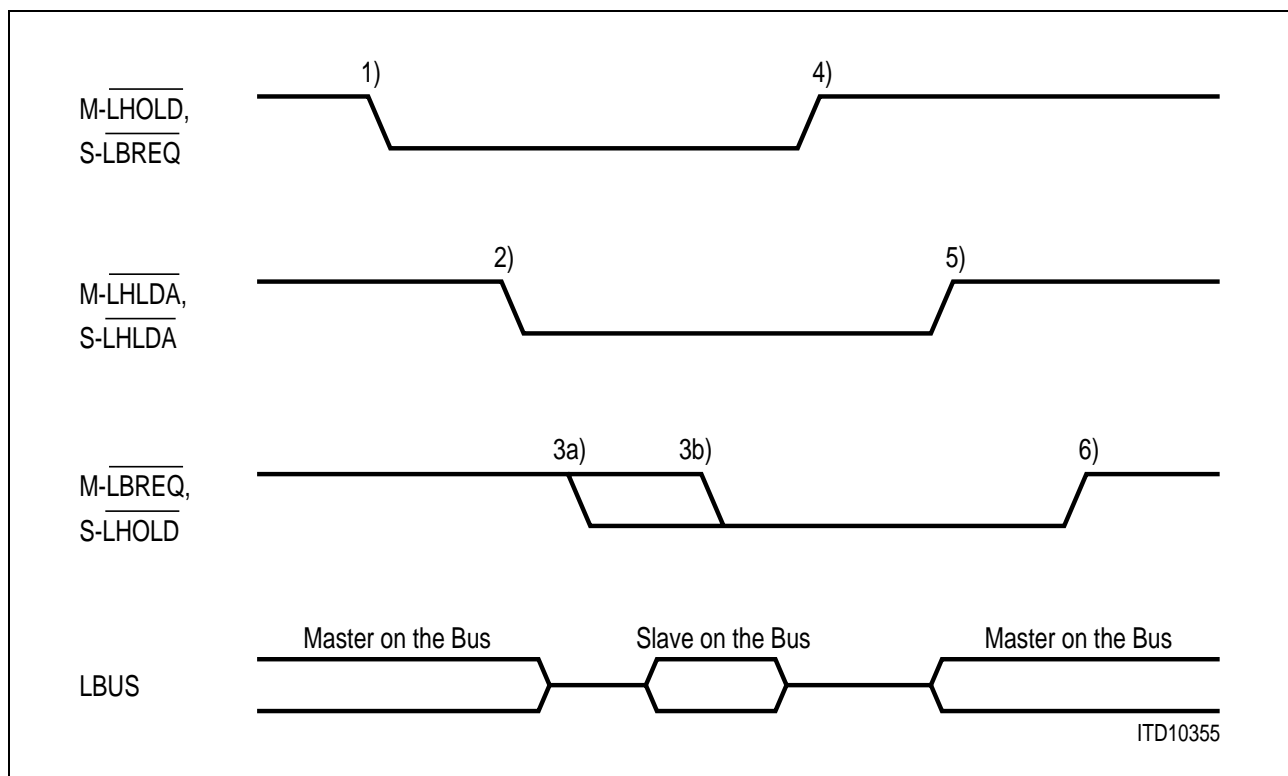 1)
4)
M-LHOLD,
S-LBREQ
2)
5)
M-LHLDA,
S-LHLDA
3a)
3b)
6)
M-LBREQ,
S-LHOLD
Master on the Bus
Slave on the Bus
Master on the Bus
LBUS
ITD10355